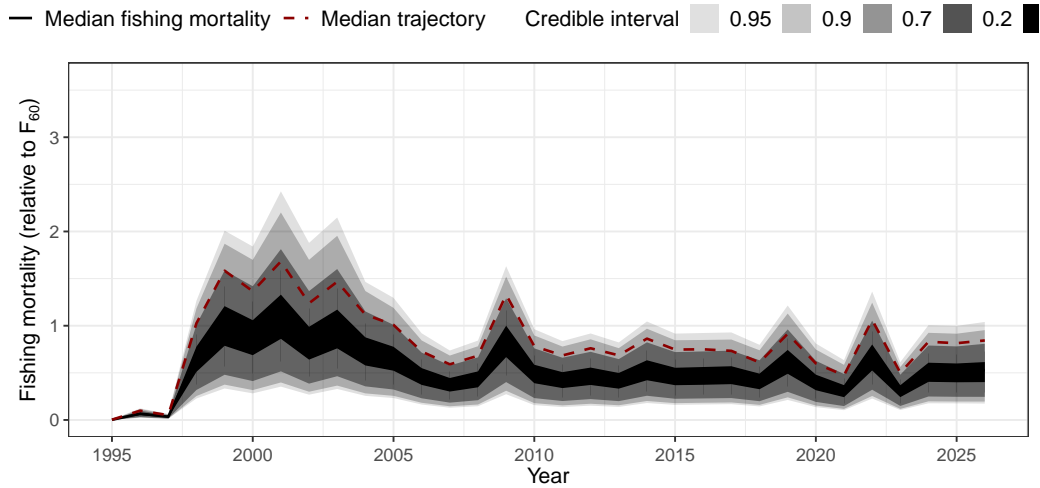 Median fishing mortality Median trajectory Credible interval 0.95 0.9 0.7 0.2
Fishing mortality (relative to F60)
3
2
1
0
1995 2000 2005 2010 2015 2020 2025
Year